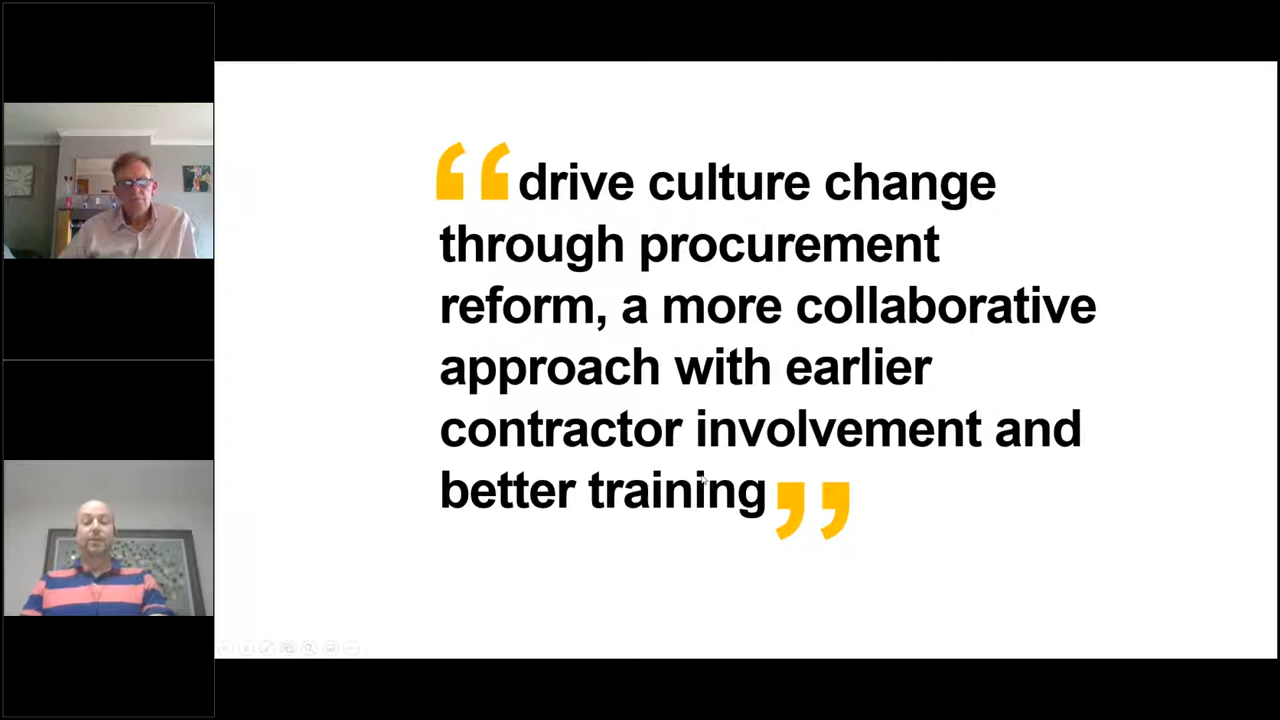 “drive culture change
through procurement
reform, a more collaborative
approach with earlier
contractor involvement and
better training”